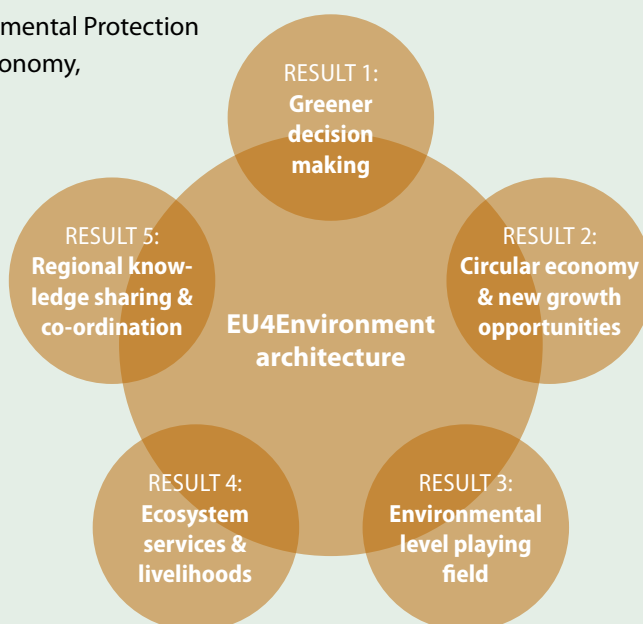 mental Protection
onomy,
RESULT 1:
Greener
decision
making
RESULT 5:
Regional know-
ledge sharing &
co-ordination
RESULT 2:
Circular economy
& new growth
opportunities
EU4Environment
architecture
RESULT 4:
Ecosystem
services &
livelihoods
RESULT 3:
Environmental
level playing
field